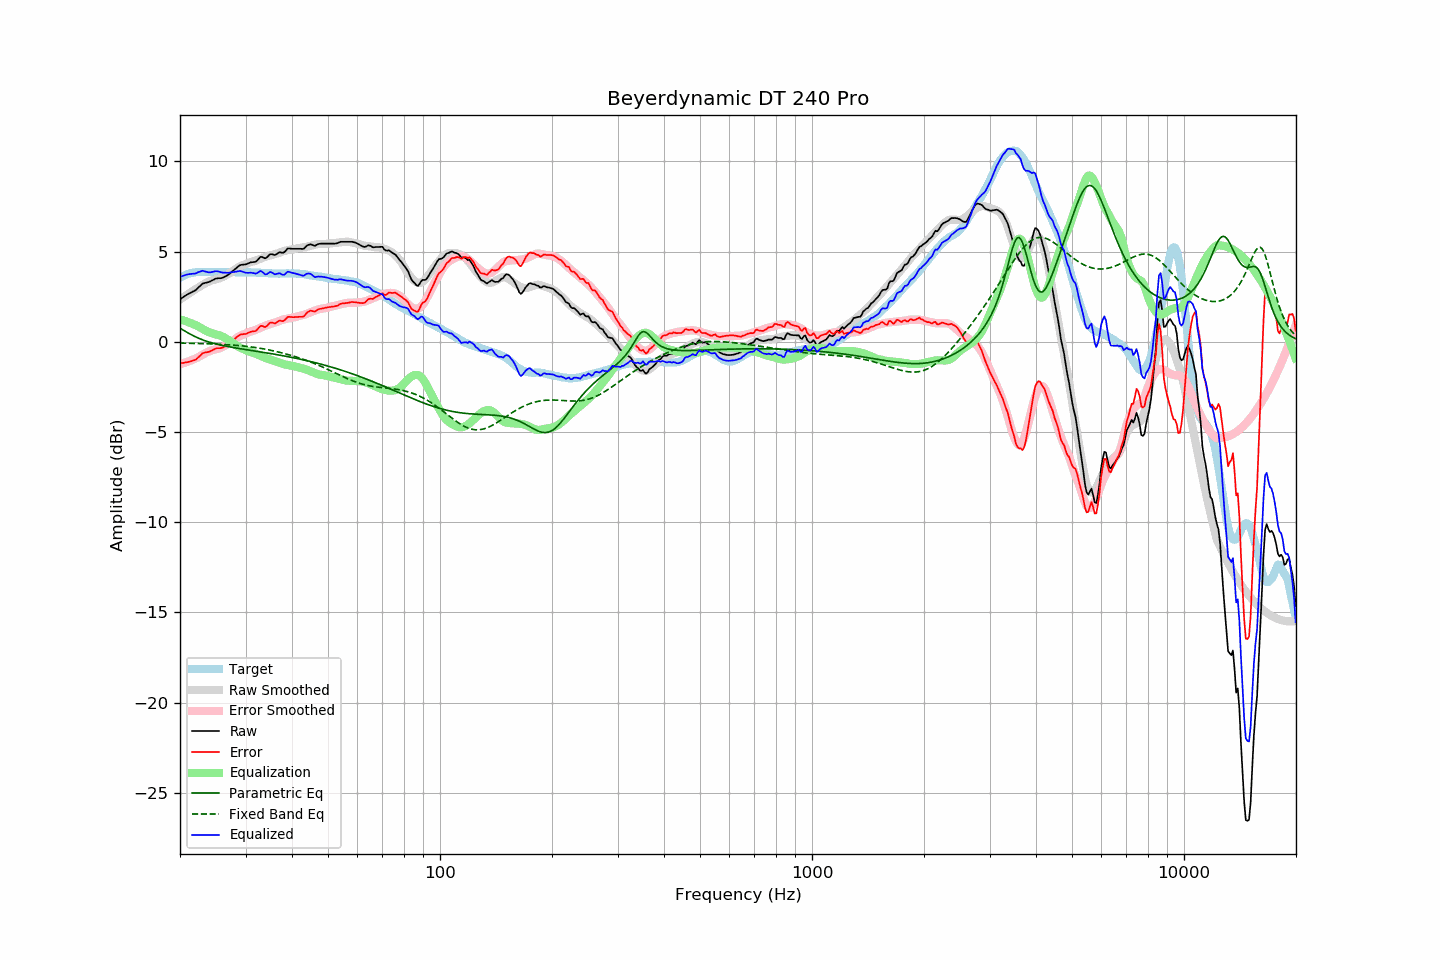 Beyerdynamic DT 240 Pro
10
5
0
−5
−10
−15
−20
−25
Amplitude (dBr)
Target
Raw Smoothed
Error Smoothed
Raw
Error
Equalization
Parametric Eq
Fixed Band Eq
Equalized
100
1000
10000
Frequency (Hz)